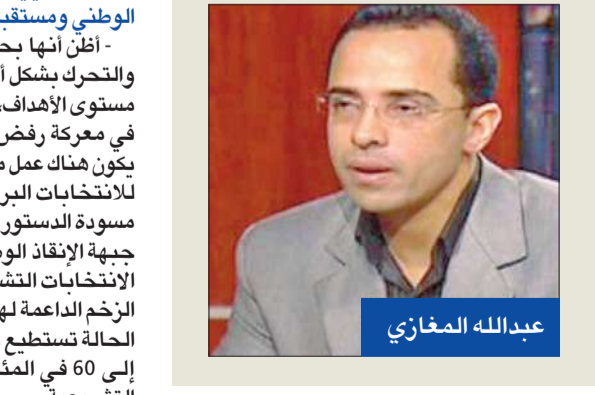 الوطني ومستقب
- أظن أنها بح
والتحرك بشكل أ
مستوى الأهداف،
في معركة رفض
يكون هناك عمل م
للانتخابات البر
مسودة الدستور
جبهة الإنقاذ الو
الانتخابات التش
الزخم الداعمة له
الحالة تستطيع
إلى 60 في المئ
عبدالله المغازي